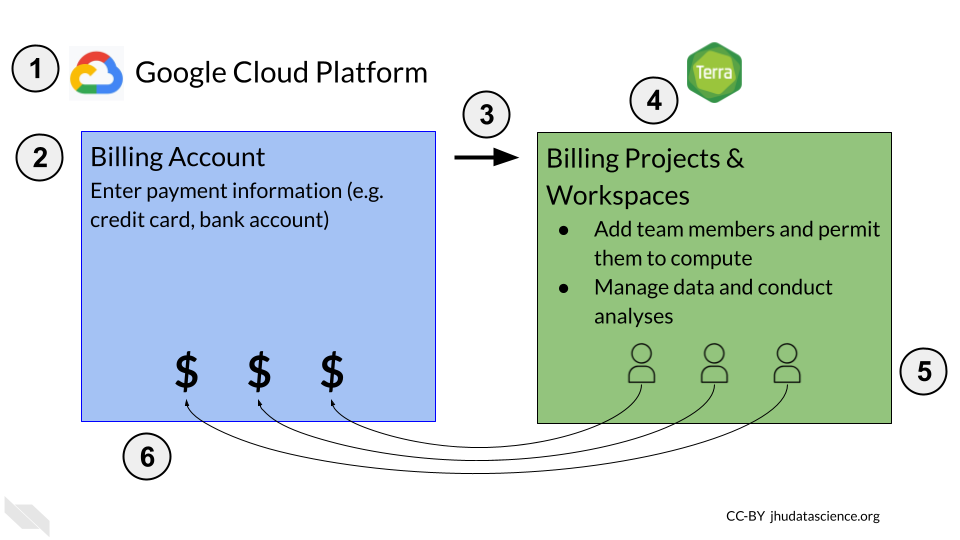 1
Google Cloud Platform
Terra
4
3
2
Billing Account
Enter payment information (e.g.
credit card, bank account)
$ $ $
Billing Projects &
Workspaces
● Add team members and permit
them to compute
● Manage data and conduct
analyses
5
6
CC-BY jhudatascience.org